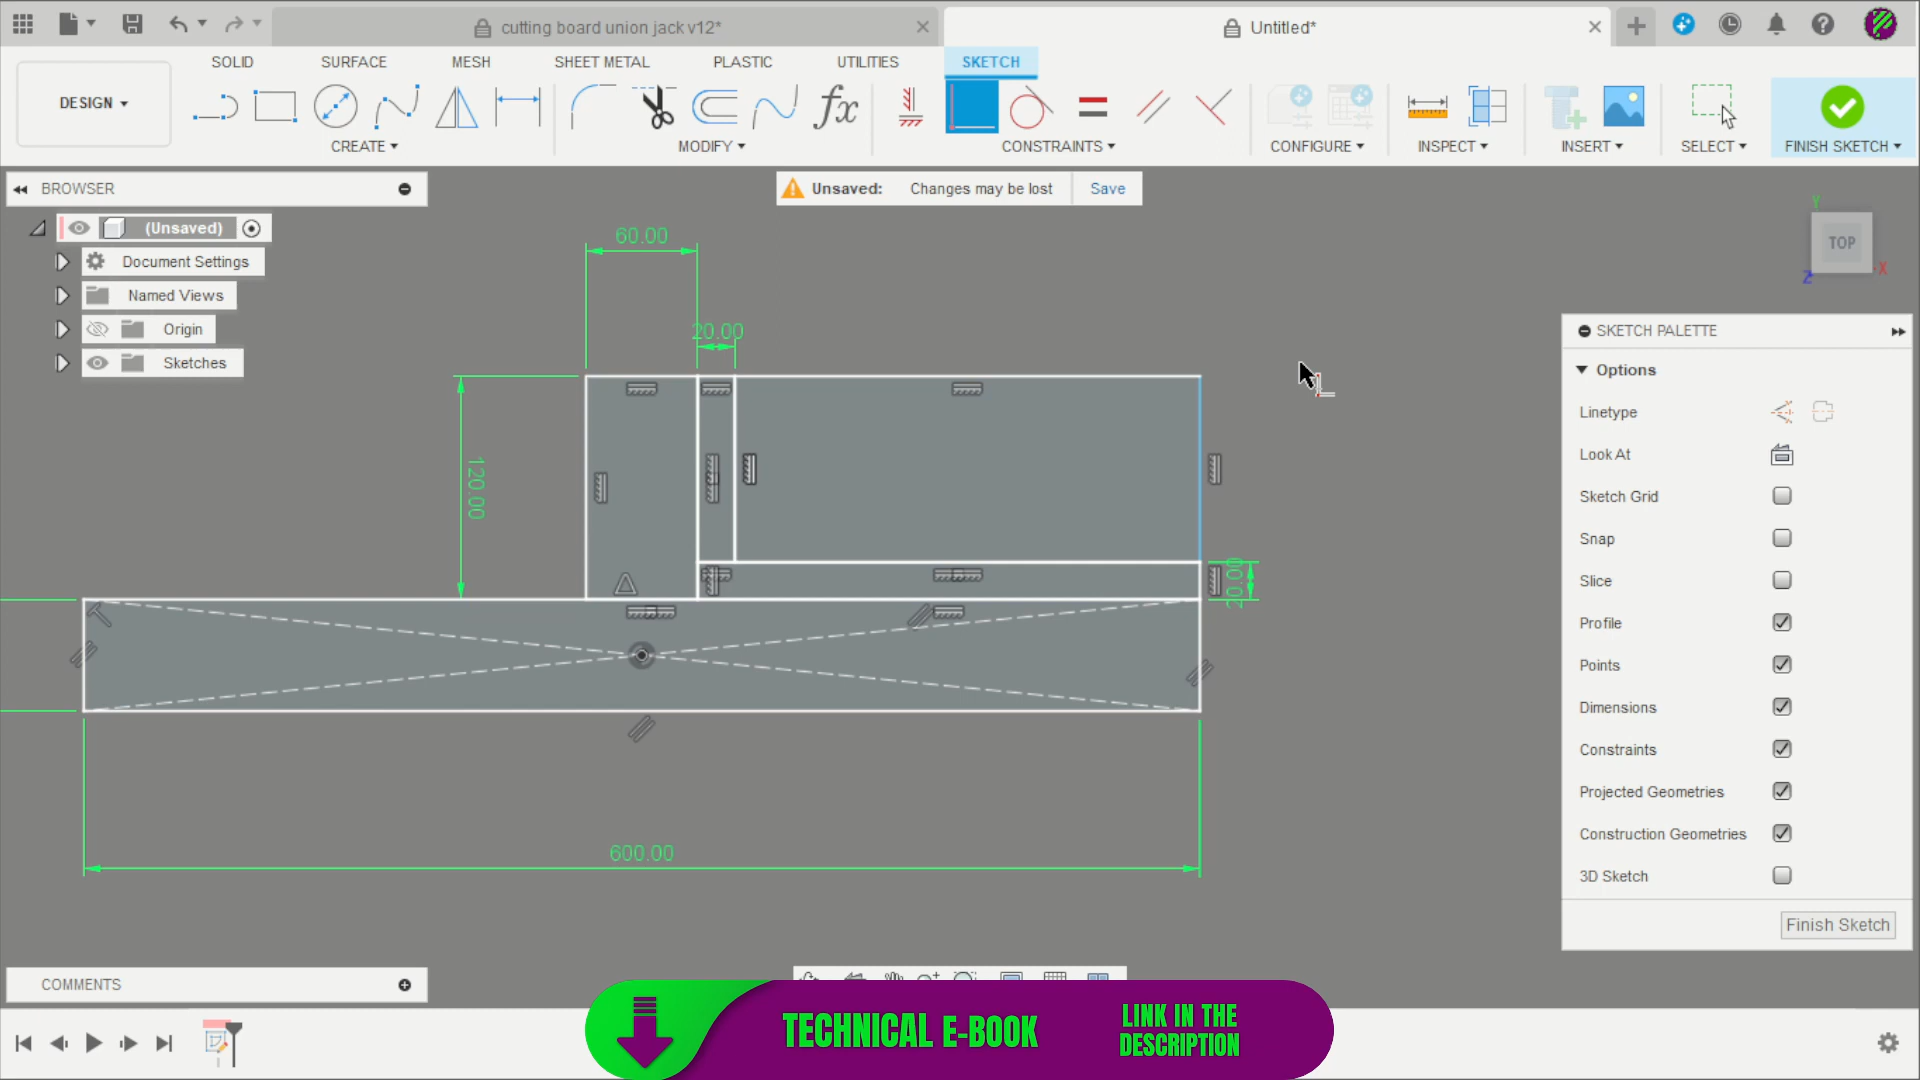 cutting board union jack v12*
Untitled*
SOLID
SURFACE
MESH
SHEET METAL
PLASTIC
UTILITIES
SKETCH
DESIGN
fx
CREATE
MODIFY
CONSTRAINTS
CONFIGURE
INSPECT
INSERT
SELECT
FINISH SKETCH
BROWSER
Unsaved: Changes may be lost
Save
(Unsaved)
Document Settings
Named Views
Origin
Sketches
Y
TOP
X
Z
60.00
20.00
120.00
20.00
600.00
SKETCH PALETTE
Options
Linetype
Look At
Sketch Grid
Snap
Slice
Profile
Points
Dimensions
Constraints
Projected Geometries
Construction Geometries
3D Sketch
Finish Sketch
COMMENTS
TECHNICAL E-BOOK
LINK IN THE
DESCRIPTION